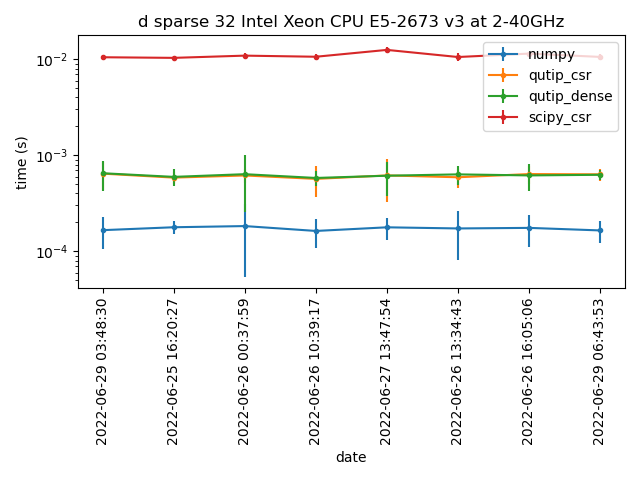 d sparse 32 Intel Xeon CPU E5-2673 v3 at 2-40GHz
numpy
qutip_csr
qutip_dense
scipy_csr
time (s)
10⁻²
10⁻³
10⁻⁴
2022-06-29 03:48:30
2022-06-25 16:20:27
2022-06-26 00:37:59
2022-06-26 10:39:17
2022-06-27 13:47:54
2022-06-26 13:34:43
2022-06-26 16:05:06
2022-06-29 06:43:53
date